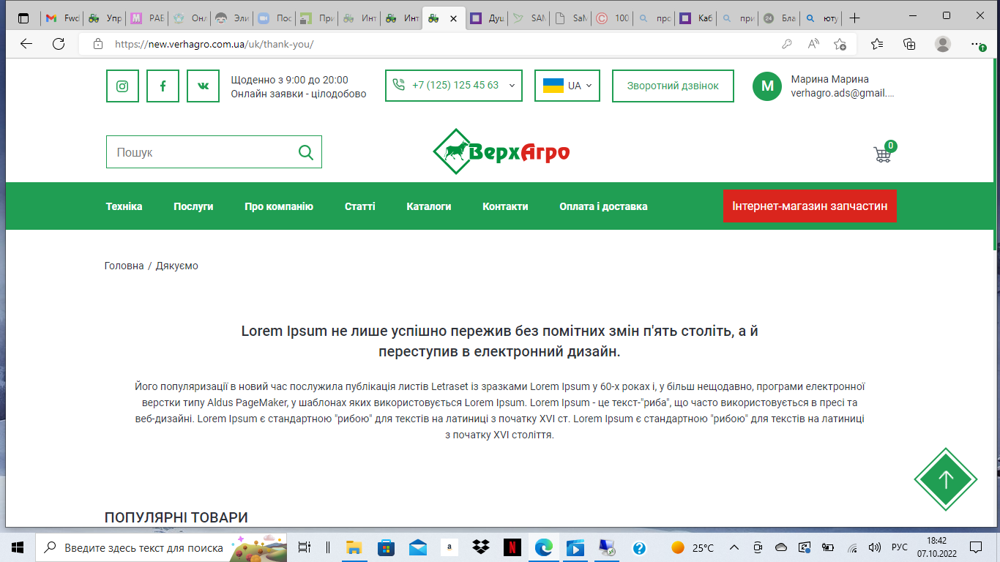 Fwd
Упр
РАБ
Онл
Эли
Пос
При
Инт
Инт
Душ
SAM
SaM
100
про
Каб
при
24
Бла
юту
https://new.verhagro.com.ua/uk/thank-you/
Щоденно з 9:00 до 20:00
Онлайн заявки - цілодобово
+7 (125) 125 45 63
UA
Зворотний дзвінок
М
Марина Марина
verhagro.ads@gmail....
Пошук
ВерхАгро
0
Техніка
Послуги
Про компанію
Статті
Каталоги
Контакти
Оплата і доставка
Інтернет-магазин запчастин
Головна / Дякуємо
Lorem Ipsum не лише успішно пережив без помітних змін п'ять століть, а й
переступив в електронний дизайн.
Його популяризації в новий час послужила публікація листів Letraset із зразками Lorem Ipsum у 60-х роках і, у більш нещодавно, програми електронної
верстки типу Aldus PageMaker, у шаблонах яких використовується Lorem Ipsum. Lorem Ipsum - це текст-"риба", що часто використовується в пресі та
веб-дизайні. Lorem Ipsum є стандартною "рибою" для текстів на латиниці з початку XVI ст. Lorem Ipsum є стандартною "рибою" для текстів на латиниці
з початку XVI століття.
ПОПУЛЯРНІ ТОВАРИ
Введите здесь текст для поиска
25°C
РУС
18:42
07.10.2022